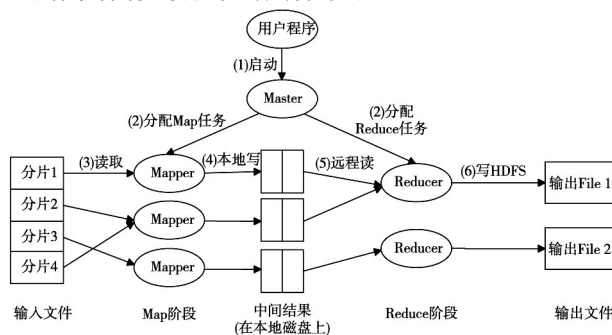 用户程序
(1)启动
Master
(2)分配Map任务
(2)分配
Reduce任务
(3)读取
(4)本地写
(5)远程读
(6)写HDFS
分片1
分片2
分片3
分片4
Mapper
Mapper
Mapper
Reducer
Reducer
输出File 1
输出File 2
输入文件
Map阶段
中间结果
(在本地磁盘上)
Reduce阶段
输出文件